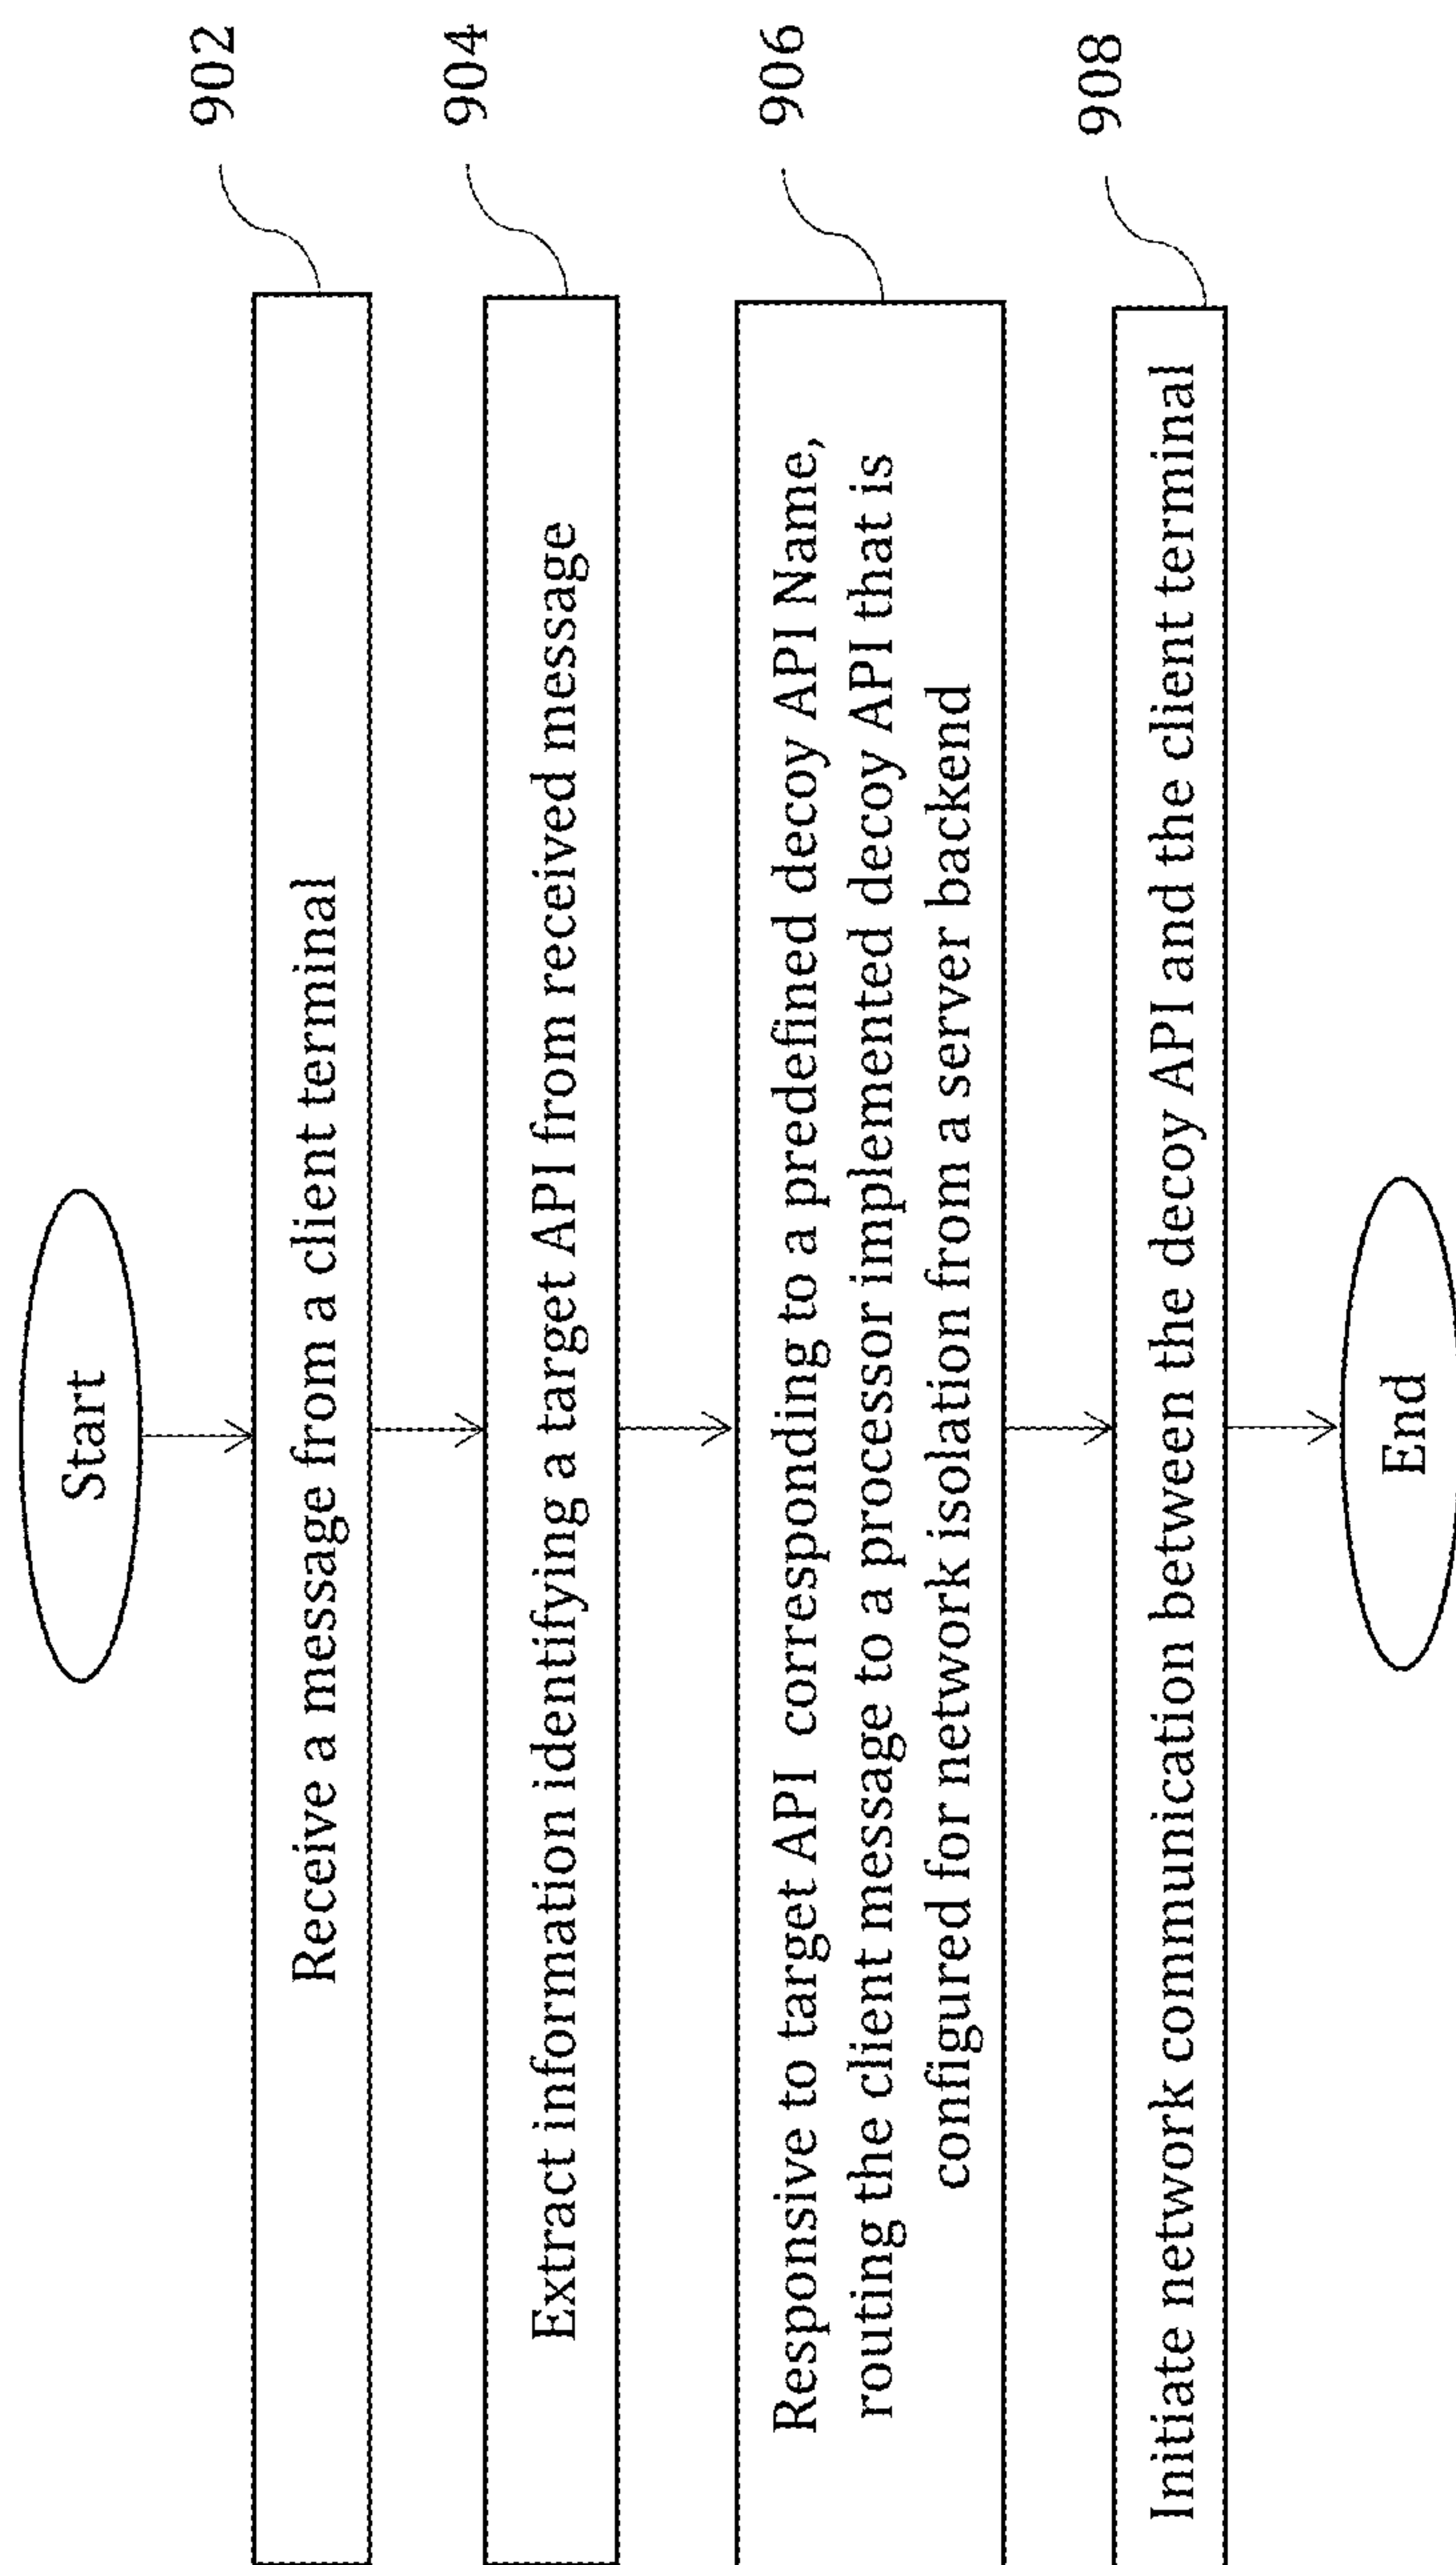 Start
902
Receive a message from a client terminal
904
Extract information identifying a target API from received message
906
Responsive to target API corresponding to a predefined decoy API Name,
routing the client message to a processor implemented decoy API that is
configured for network isolation from a server backend
908
Initiate network communication between the decoy API and the client terminal
End